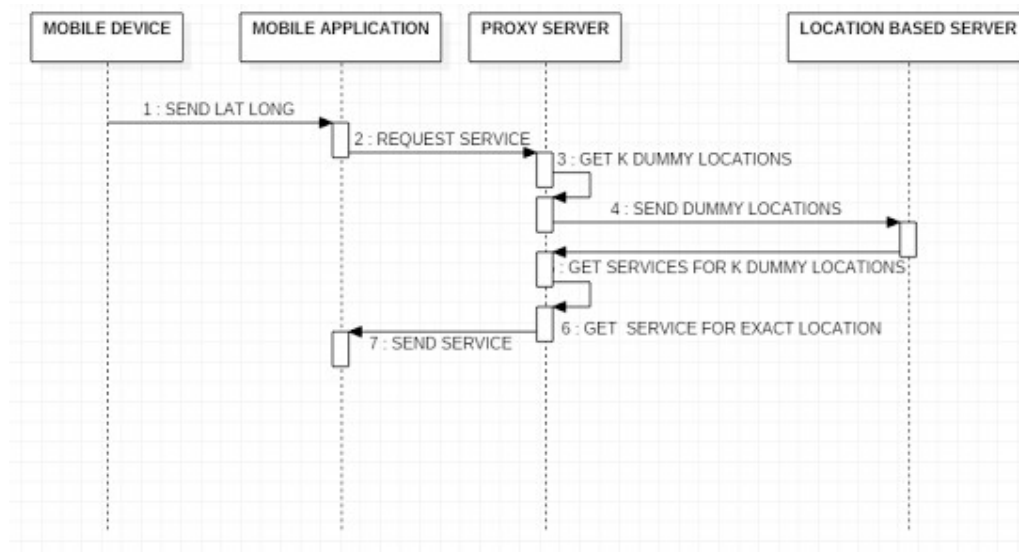 MOBILE DEVICE
MOBILE APPLICATION
PROXY SERVER
LOCATION BASED SERVER
1 : SEND LAT LONG
2 : REQUEST SERVICE
3 : GET K DUMMY LOCATIONS
4 : SEND DUMMY LOCATIONS
: GET SERVICES FOR K DUMMY LOCATIONS
6 : GET SERVICE FOR EXACT LOCATION
7 : SEND SERVICE